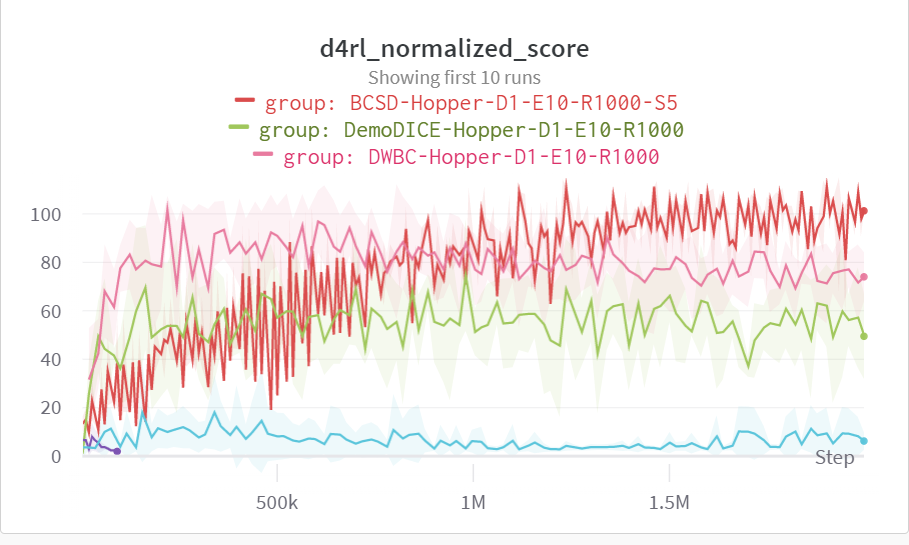 d4rl_normalized_score
Showing first 10 runs
group: BCSD-Hopper-D1-E10-R1000-S5
group: DemoDICE-Hopper-D1-E10-R1000
group: DWBC-Hopper-D1-E10-R1000
100
80
60
40
20
0
Step
500k 1M 1.5M